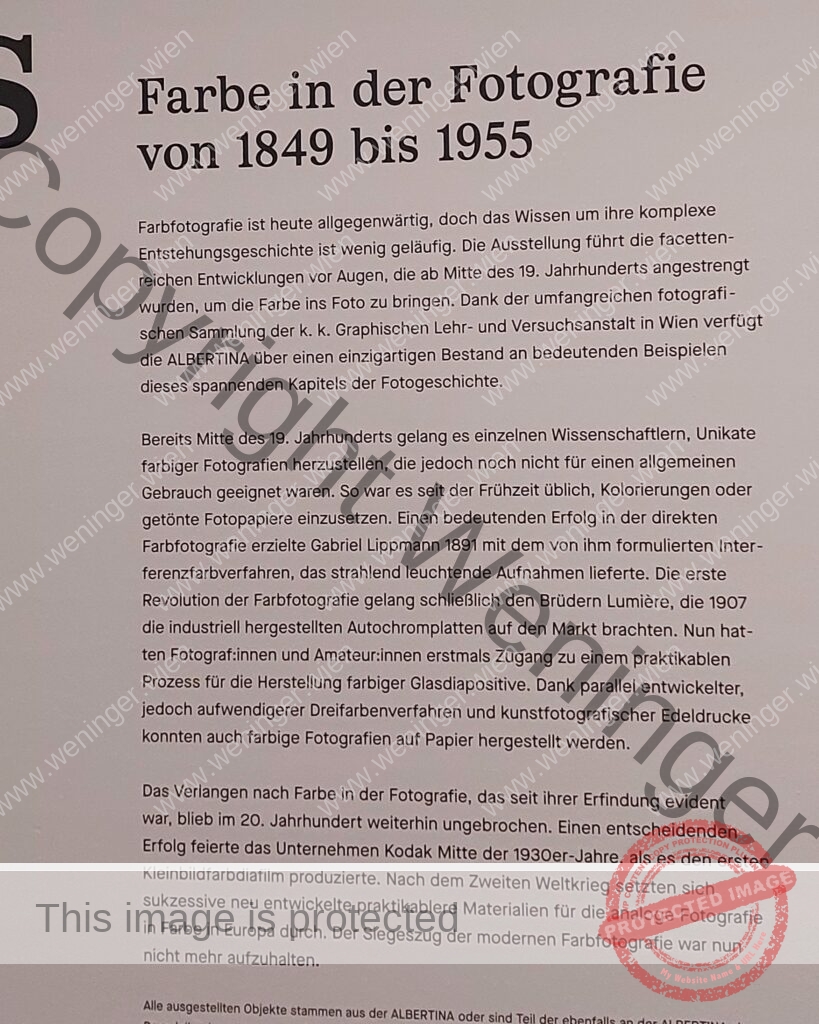 S
Farbe in der Fotografie
von 1849 bis 1955
Farbfotografie ist heute allgegenwärtig, doch das Wissen um ihre komplexe
Entstehungsgeschichte ist wenig geläufig. Die Ausstellung führt die facetten-
reichen Entwicklungen vor Augen, die ab Mitte des 19. Jahrhunderts angestrengt
wurden, um die Farbe ins Foto zu bringen. Dank der umfangreichen fotografi-
schen Sammlung der k. k. Graphischen Lehr- und Versuchsanstalt in Wien verfügt
die ALBERTINA über einen einzigartigen Bestand an bedeutenden Beispielen
dieses spannenden Kapitels der Fotogeschichte.
Bereits Mitte des 19. Jahrhunderts gelang es einzelnen Wissenschaftlern, Unikate
farbiger Fotografien herzustellen, die jedoch noch nicht für einen allgemeinen
Gebrauch geeignet waren. So war es seit der Frühzeit üblich, Kolorierungen oder
getönte Fotopapiere einzusetzen. Einen bedeutenden Erfolg in der direkten
Farbfotografie erzielte Gabriel Lippmann 1891 mit dem von ihm formulierten Inter-
ferenzfarbverfahren, das strahlend leuchtende Aufnahmen lieferte. Die erste
Revolution der Farbfotografie gelang schließlich den Brüdern Lumière, die 1907
die industriell hergestellten Autochromplatten auf den Markt brachten. Nun hat-
ten Fotograf:innen und Amateur:innen erstmals Zugang zu einem praktikablen
Prozess für die Herstellung farbiger Glasdiapositive. Dank parallel entwickelter,
jedoch aufwendigerer Dreifarbenverfahren und kunstfotografischer Edeldrucke
konnten auch farbige Fotografien auf Papier hergestellt werden.
Das Verlangen nach Farbe in der Fotografie, das seit ihrer Erfindung evident
war, blieb im 20. Jahrhundert weiterhin ungebrochen. Einen entscheidenden
Erfolg feierte das Unternehmen Kodak Mitte der 1930er-Jahre, als es den ersten
Kleinbildfarbdiafilm produzierte. Nach dem Zweiten Weltkrieg setzten sich
sukzessive neu entwickelte praktikablere Materialien für die analoge Fotografie
in Farbe in Europa durch. Der Siegeszug der modernen Farbfotografie war nun
nicht mehr aufzuhalten.
Alle ausgestellten Objekte stammen aus der ALBERTINA oder sind Teil der ebenfalls an der ALBERTINA
Copyright Weninger
www.weninger.wien
This image is protected
PROTECTED IMAGE
My Website Name & Web Here